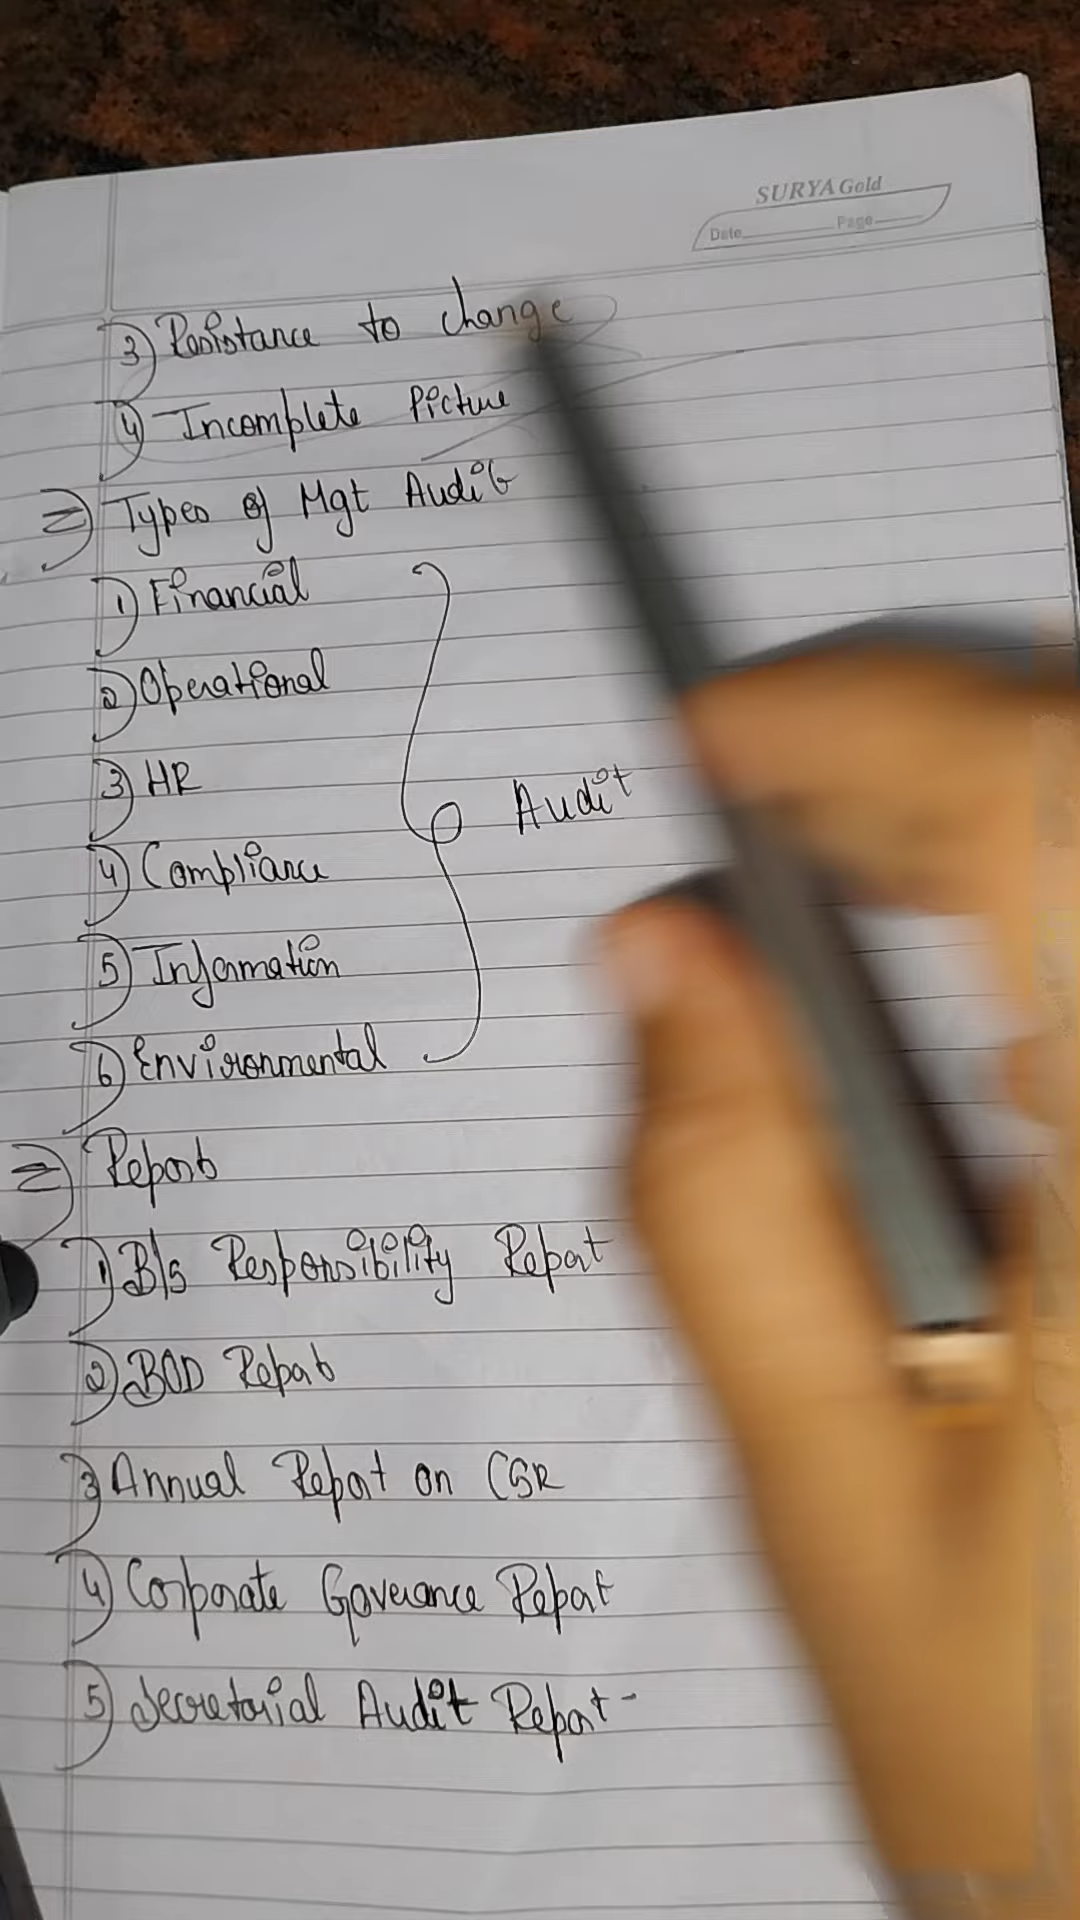 SURYA Gold
Date Page
3) Resistance to change
4) Incomplete Picture
=) Types of Mgt Audit
1) Financial
2) Operational
3) HR
Audit
4) Compliance
5) Information
6) Environmental
=) Report
1) B/s Responsibility Report
2) BOD Report
3) Annual Report on CSR
4) Corporate Goverance Report
5) Secretarial Audit Report -